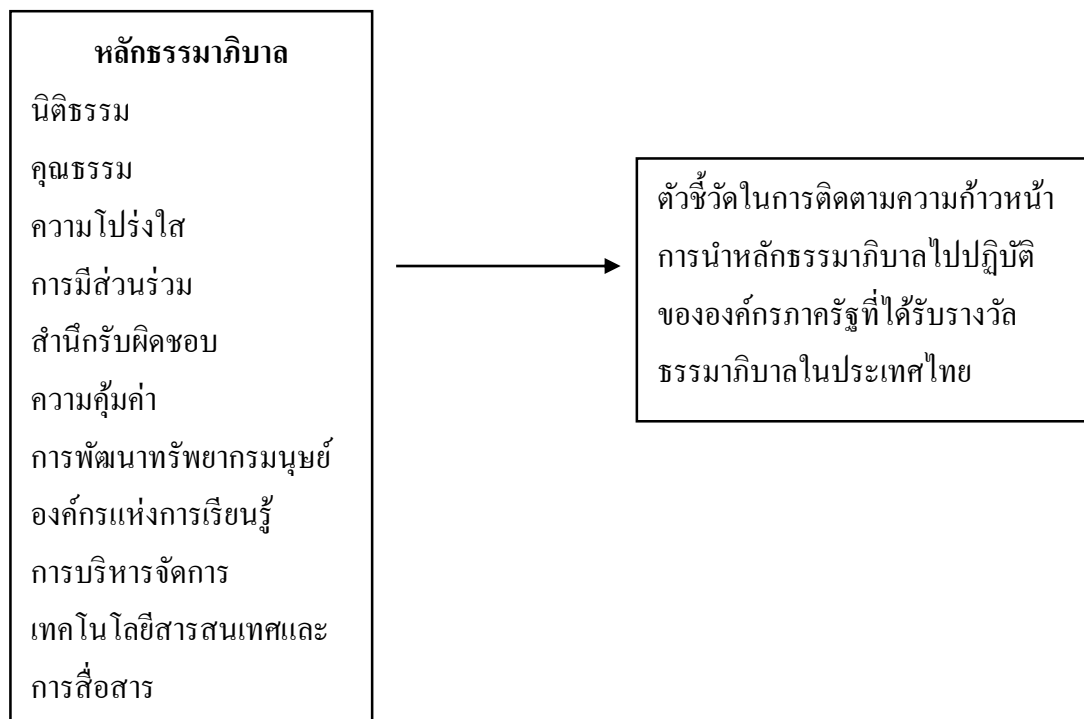 หลักธรรมาภิบาล
นิติธรรม
คุณธรรม
ความโปร่งใส
การมีส่วนร่วม
สำนึกรับผิดชอบ
ความคุ้มค่า
การพัฒนาทรัพยากรมนุษย์
องค์กรแห่งการเรียนรู้
การบริหารจัดการ
เทคโนโลยีสารสนเทศและ
การสื่อสาร
ตัวชี้วัดในการติดตามความก้าวหน้า
การนำหลักธรรมาภิบาลไปปฏิบัติ
ขององค์กรภาครัฐที่ได้รับรางวัล
ธรรมาภิบาลในประเทศไทย